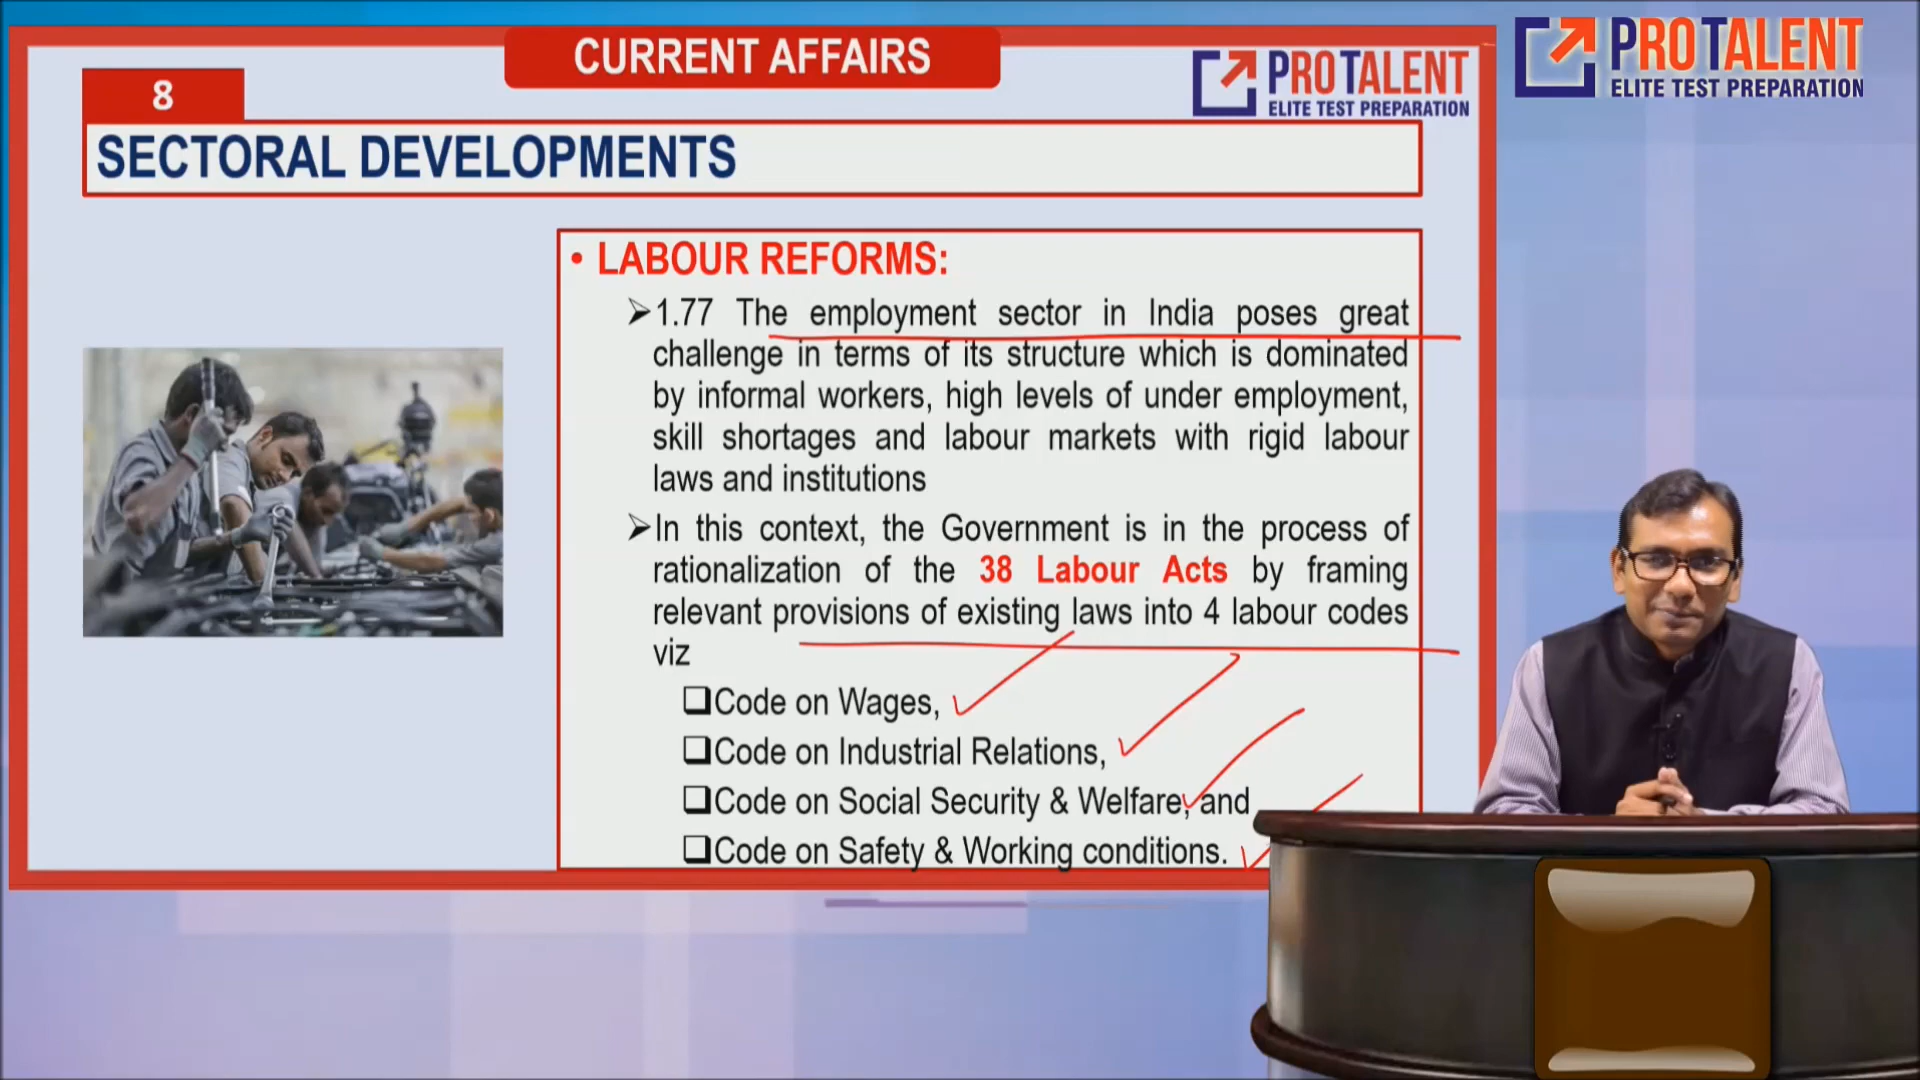 CURRENT AFFAIRS
PROTALENT
ELITE TEST PREPARATION
PROTALENT
ELITE TEST PREPARATION
8
SECTORAL DEVELOPMENTS
• LABOUR REFORMS:
➢1.77 The employment sector in India poses great
challenge in terms of its structure which is dominated
by informal workers, high levels of under employment,
skill shortages and labour markets with rigid labour
laws and institutions
➢In this context, the Government is in the process of
rationalization of the 38 Labour Acts by framing
relevant provisions of existing laws into 4 labour codes
viz
❑Code on Wages,
❑Code on Industrial Relations,
❑Code on Social Security & Welfare, and
❑Code on Safety & Working conditions.